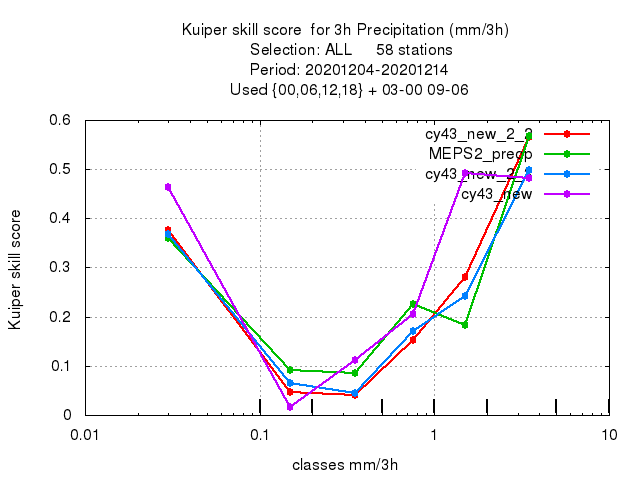 Kuiper skill score for 3h Precipitation (mm/3h)
Selection: ALL 58 stations
Period: 20201204-20201214
Used {00,06,12,18} + 03-00 09-06
Kuiper skill score
0.6
0.5
0.4
0.3
0.2
0.1
0
0.01
0.1
1
10
classes mm/3h
cy43_new_2_2
MEPS2_precp
cy43_new_2_
cy43_new